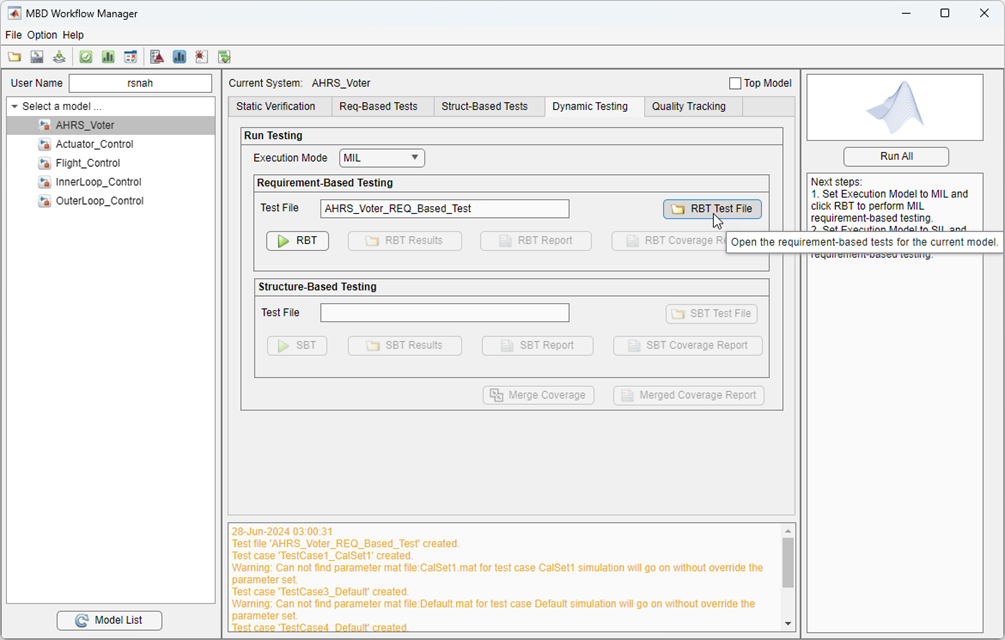 MBD Workflow Manager
File Option Help
User Name rsnah
Select a model ...
AHRS_Voter
Actuator_Control
Flight_Control
InnerLoop_Control
OuterLoop_Control
Model List
Current System: AHRS_Voter
Top Model
Static Verification Req-Based Tests Struct-Based Tests Dynamic Testing Quality Tracking
Run Testing
Execution Mode MIL
Requirement-Based Testing
Test File AHRS_Voter_REQ_Based_Test RBT Test File
RBT RBT Results RBT Report RBT Coverage Re
Open the requirement-based tests for the current model.
Structure-Based Testing
Test File SBT Test File
SBT SBT Results SBT Report SBT Coverage Report
Merge Coverage Merged Coverage Report
28-Jun-2024 03:00:31
Test file 'AHRS_Voter_REQ_Based_Test' created.
Test case 'TestCase1_CalSet1' created.
Warning: Can not find parameter mat file:CalSet1.mat for test case CalSet1 simulation will go on without override the
parameter set.
Test case 'TestCase3_Default' created.
Warning: Can not find parameter mat file:Default.mat for test case Default simulation will go on without override the
parameter set.
Test case 'TestCase4_Default' created.
Run All
Next steps:
1. Set Execution Model to MIL and
click RBT to perform MIL
requirement-based testing.
2. Set Execution Model to SIL and
requirement-based testing.